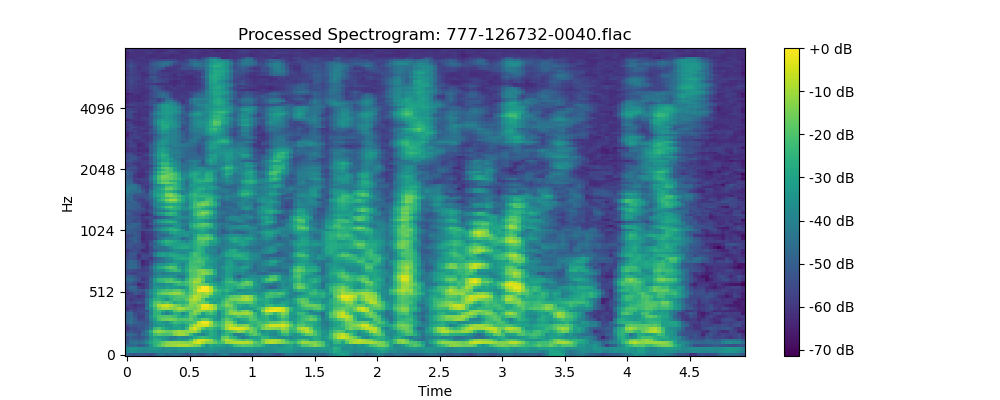 Processed Spectrogram: 777-126732-0040.flac
Hz
4096
2048
1024
512
0
0 0.5 1 1.5 2 2.5 3 3.5 4 4.5
Time
+0 dB
-10 dB
-20 dB
-30 dB
-40 dB
-50 dB
-60 dB
-70 dB